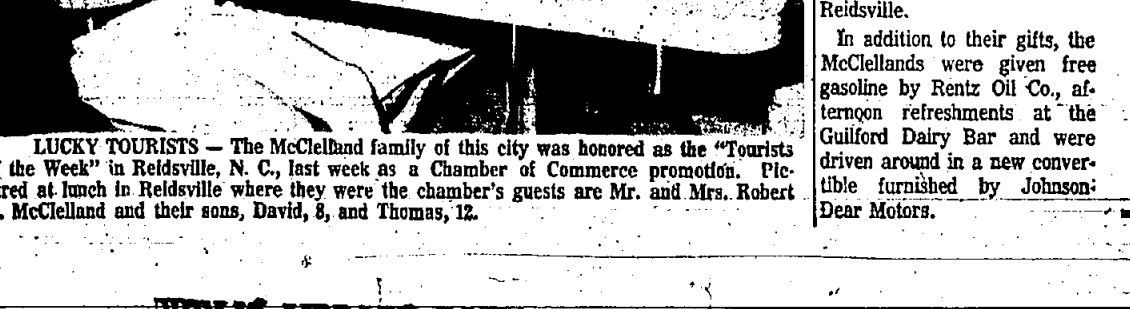 LUCKY TOURISTS — The McClelland family of this city was honored as the "Tourists
the Week" in Reidsville, N. C., last week as a Chamber of Commerce promotion. Pic-
red at lunch in Reidsville where they were the chamber's guests are Mr. and Mrs. Robert
. McClelland and their sons, David, 8, and Thomas, 12.
Reidsville.
In addition to their gifts, the
McClellands were given free
gasoline by Rentz Oil Co., af-
ternoon refreshments at the
Guilford Dairy Bar and were
driven around in a new conver-
tible furnished by Johnson-
Dear Motors.